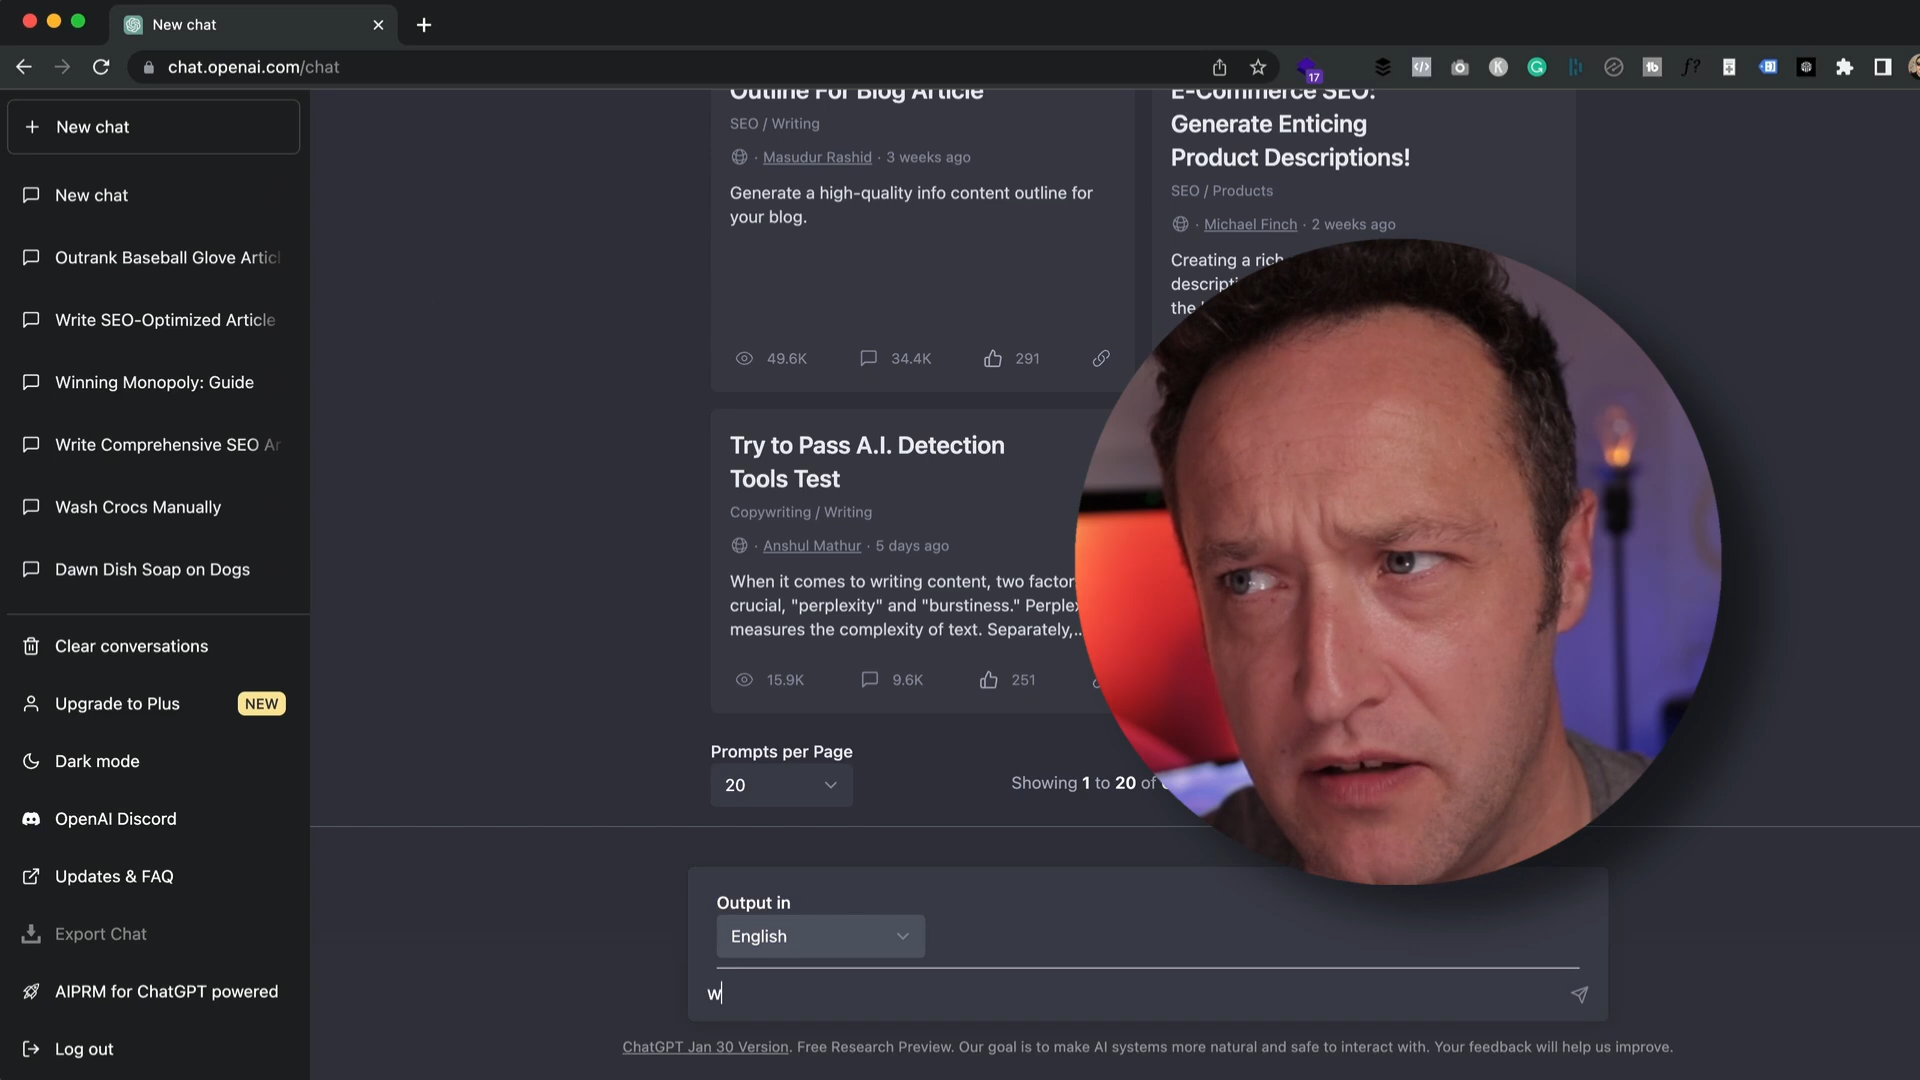 New chat
chat.openai.com/chat
17
New chat
New chat
Outrank Baseball Glove Artic
Write SEO-Optimized Article
Winning Monopoly: Guide
Write Comprehensive SEO Ar
Wash Crocs Manually
Dawn Dish Soap on Dogs
Clear conversations
Upgrade to Plus NEW
Dark mode
OpenAI Discord
Updates & FAQ
Export Chat
AIPRM for ChatGPT powered
Log out
Outline For Blog Article
SEO / Writing
· Masudur Rashid · 3 weeks ago
Generate a high-quality info content outline for
your blog.
49.6K 34.4K 291
E-Commerce SEO:
Generate Enticing
Product Descriptions!
SEO / Products
· Michael Finch · 2 weeks ago
Creating a rich
the
Try to Pass A.I. Detection
Tools Test
Copywriting / Writing
· Anshul Mathur · 5 days ago
When it comes to writing content, two factor
crucial, "perplexity" and "burstiness." Perplex
measures the complexity of text. Separately,..
15.9K 9.6K 251
Prompts per Page
20
Showing 1 to 20 of
Output in
English
w
ChatGPT Jan 30 Version. Free Research Preview. Our goal is to make AI systems more natural and safe to interact with. Your feedback will help us improve.